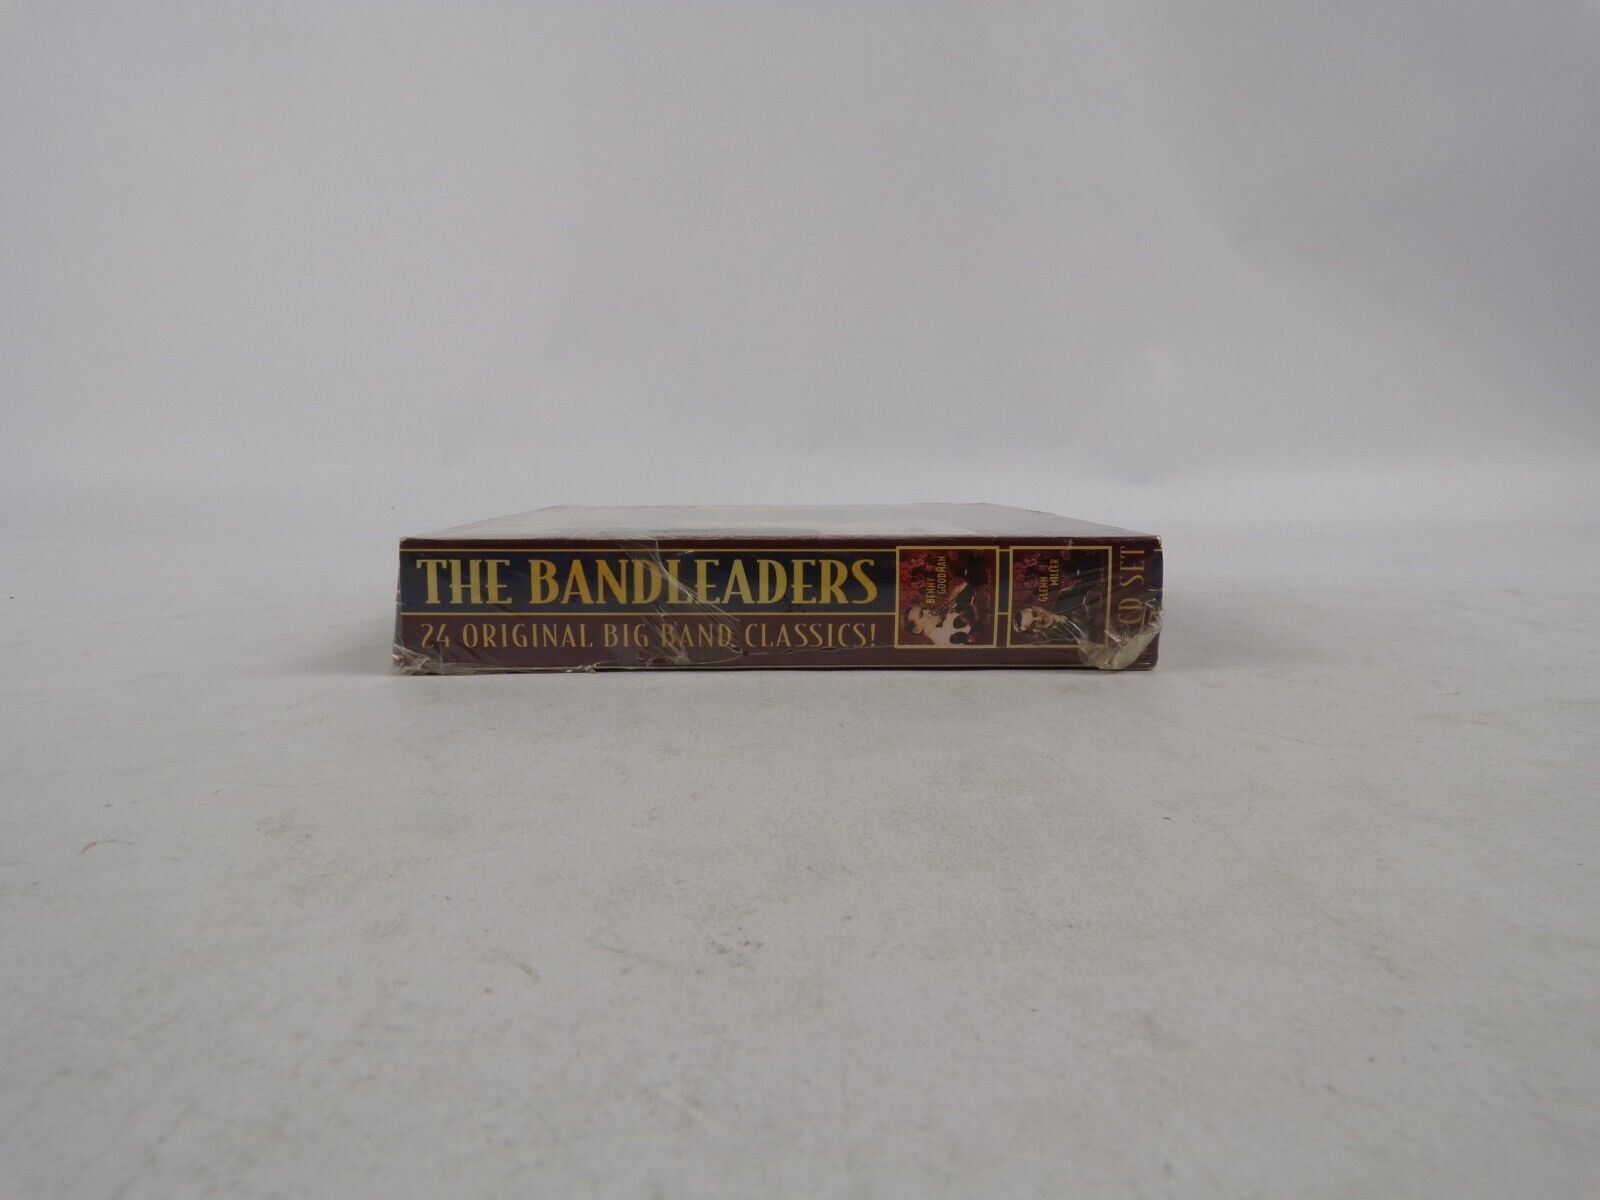 THE BANDLEADERS
24 ORIGINAL BIG BAND CLASSICS!
BENNY
GOODMAN
GLENN
MILLER
CD SET